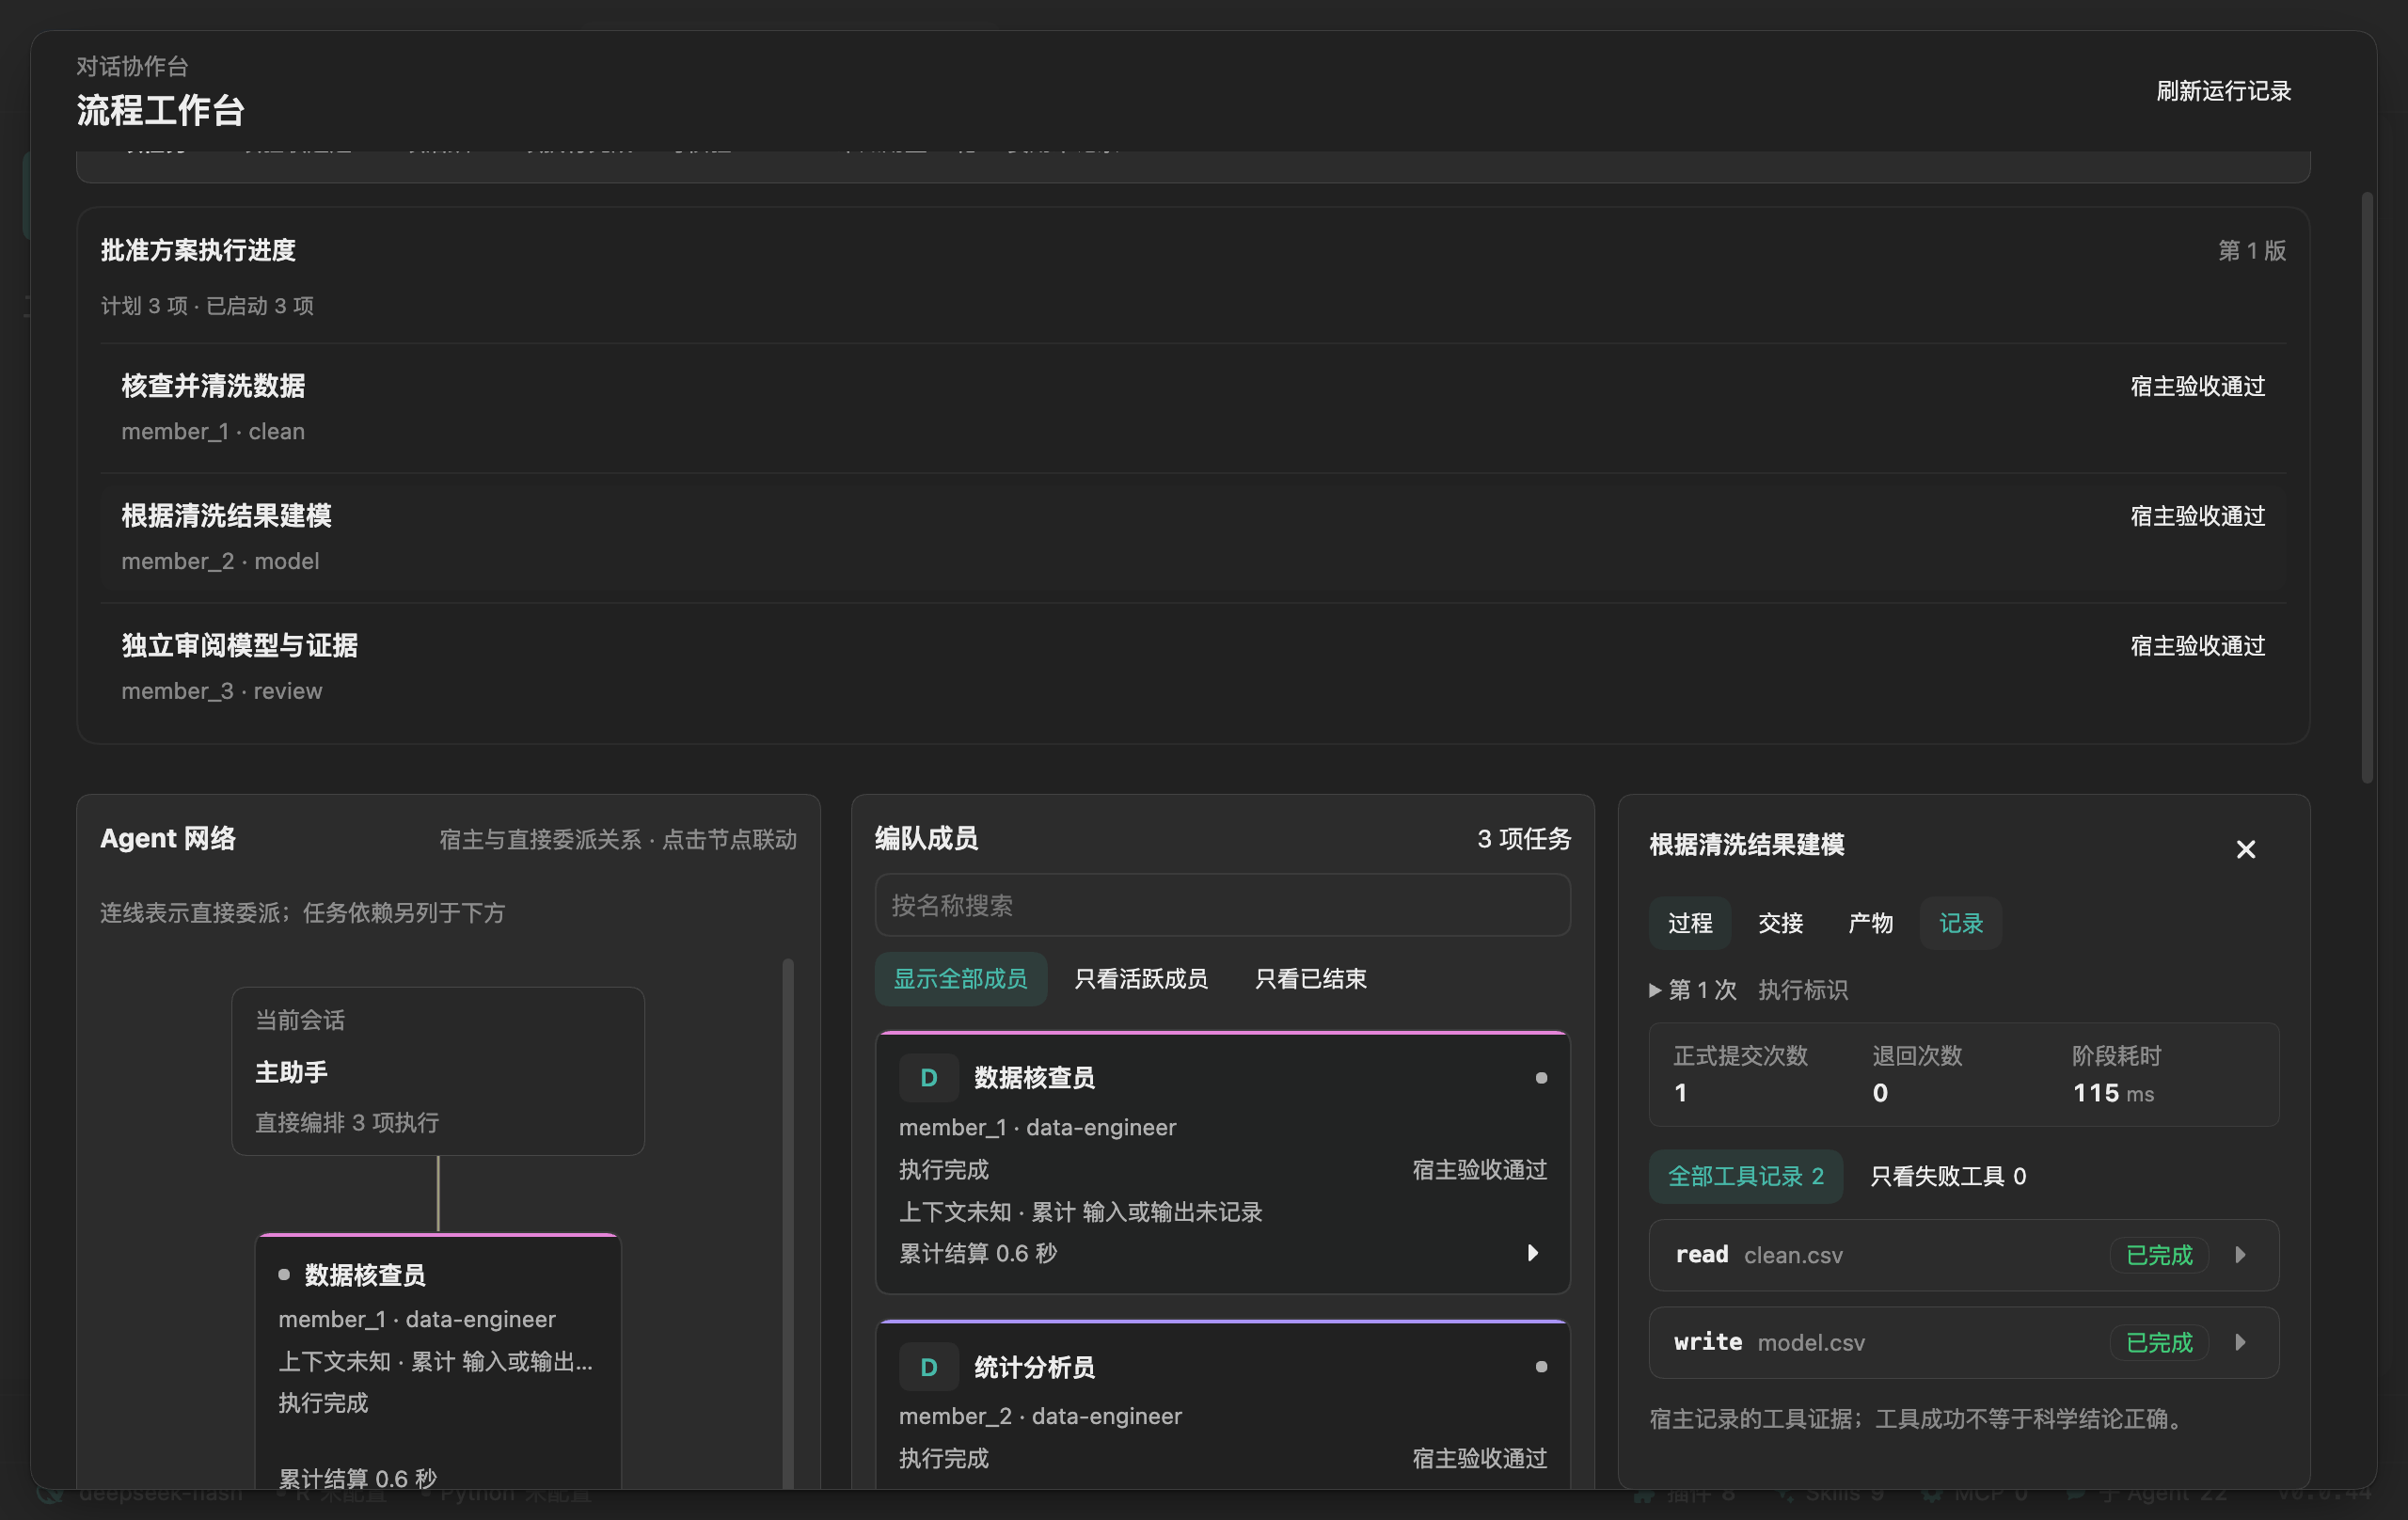 对话协作台
流程工作台
刷新运行记录
批准方案执行进度
第 1 版
计划 3 项 · 已启动 3 项
核查并清洗数据
宿主验收通过
member_1 · clean
根据清洗结果建模
宿主验收通过
member_2 · model
独立审阅模型与证据
宿主验收通过
member_3 · review
Agent 网络
宿主与直接委派关系 · 点击节点联动
连线表示直接委派；任务依赖另列于下方
当前会话
主助手
直接编排 3 项执行
数据核查员
member_1 · data-engineer
上下文未知 · 累计 输入或输出...
执行完成
累计结算 0.6 秒
编队成员
3 项任务
按名称搜索
显示全部成员
只看活跃成员
只看已结束
D
数据核查员
member_1 · data-engineer
执行完成
宿主验收通过
上下文未知 · 累计 输入或输出未记录
累计结算 0.6 秒
D
统计分析员
member_2 · data-engineer
执行完成
宿主验收通过
根据清洗结果建模
过程
交接
产物
记录
第 1 次 执行标识
正式提交次数
退回次数
阶段耗时
1
0
115 ms
全部工具记录 2
只看失败工具 0
read clean.csv
已完成
write model.csv
已完成
宿主记录的工具证据；工具成功不等于科学结论正确。